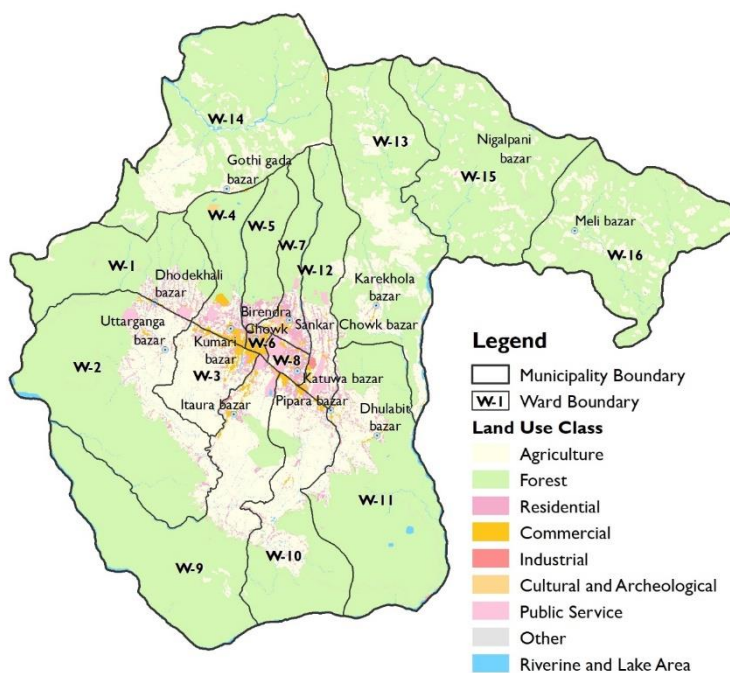 W-14
W-13
Nigalpani
bazar
W-15
Gothi gada
bazar
W-4
W-5
W-7
Meli bazar
W-16
W-1
W-12
Dhodekhali
bazar
Karekhola
bazar
Uttarganga
bazar
Birendra
Chowk
Sankar Chowk bazar
W-2
Kumari
bazar
W-6
W-8
W-3
Katuwa bazar
Itaura bazar
Pipara bazar
Dhulabit
bazar
W-11
W-10
W-9
Legend
Municipality Boundary
W-1 Ward Boundary
Land Use Class
Agriculture
Forest
Residential
Commercial
Industrial
Cultural and Archeological
Public Service
Other
Riverine and Lake Area